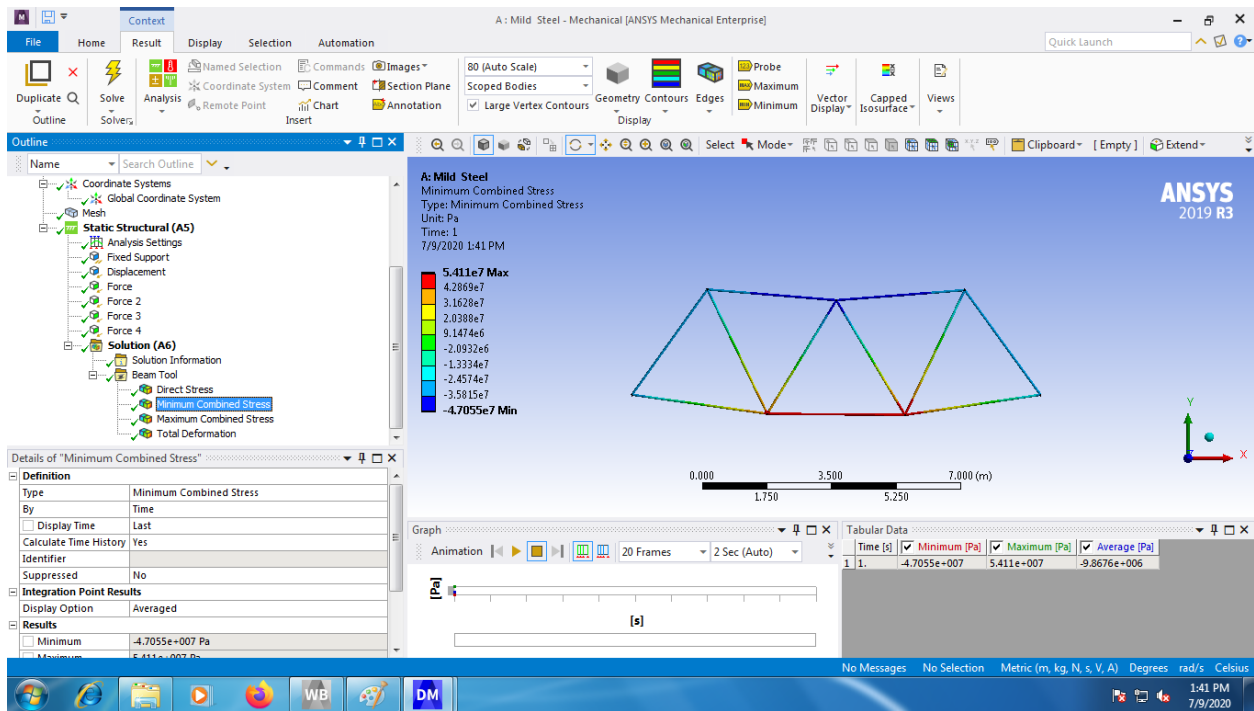 Context
A : Mild Steel - Mechanical [ANSYS Mechanical Enterprise]
File Home Result Display Selection Automation
Quick Launch
Duplicate
Outline
Solve
Solvers
Analysis
Named Selection
Coordinate System
Remote Point
Commands
Comment
Chart
Images
Section Plane
Annotation
Insert
80 (Auto Scale)
Scoped Bodies
Large Vertex Contours
Geometry Contours Edges
Probe
Maximum
Minimum
Display
Vector
Display
Capped
Isosurface
Views
Outline
Name
Search Outline
Coordinate Systems
Global Coordinate System
Mesh
Static Structural (A5)
Analysis Settings
Fixed Support
Displacement
Force
Force 2
Force 3
Force 4
Solution (A6)
Solution Information
Beam Tool
Direct Stress
Minimum Combined Stress
Maximum Combined Stress
Total Deformation
Select Mode
Clipboard
[ Empty ]
Extend
A: Mild Steel
Minimum Combined Stress
Type: Minimum Combined Stress
Unit: Pa
Time: 1
7/9/2020 1:41 PM
5.411e7 Max
4.2869e7
3.1628e7
2.0388e7
9.1474e6
-2.0932e6
-1.3334e7
-2.4574e7
-3.5815e7
-4.7055e7 Min
ANSYS
2019 R3
Y
X
0.000 3.500 7.000 (m)
1.750 5.250
Details of "Minimum Combined Stress"
Definition
Type Minimum Combined Stress
By Time
Display Time Last
Calculate Time History Yes
Identifier
Suppressed No
Integration Point Results
Display Option Averaged
Results
Minimum -4.7055e+007 Pa
Maximum 5.411e+007 Pa
Graph
Animation
20 Frames
2 Sec (Auto)
[Pa]
[s]
Tabular Data
Time [s] Minimum [Pa] Maximum [Pa] Average [Pa]
1 1. -4.7055e+007 5.411e+007 -9.8676e+006
No Messages No Selection Metric (m, kg, N, s, V, A) Degrees rad/s Celsius
WB
DM
1:41 PM
7/9/2020